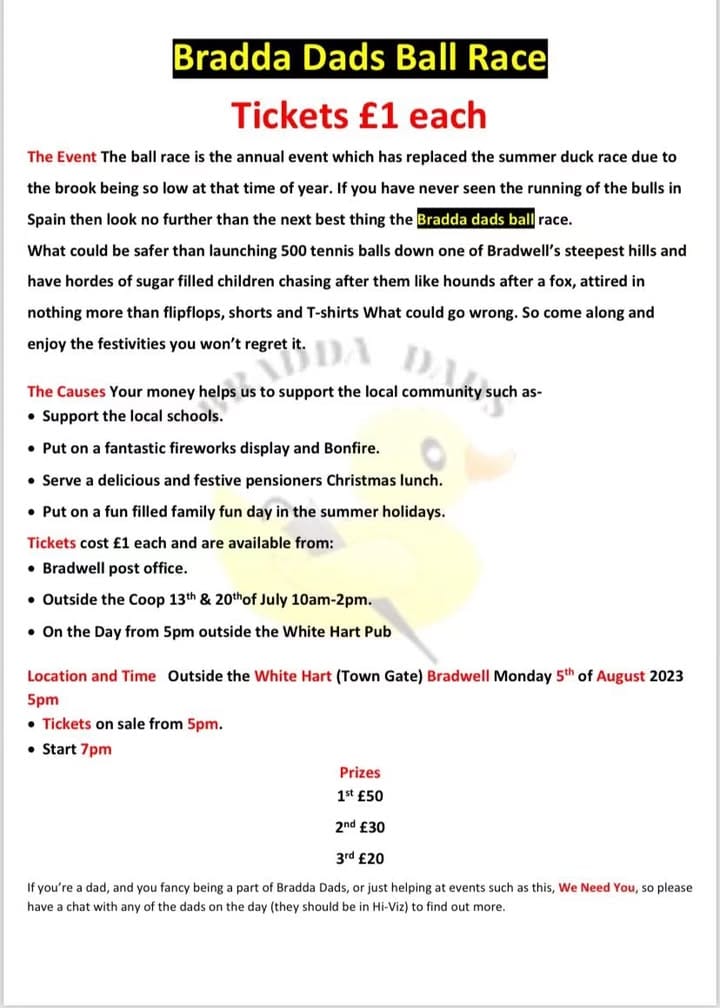 Bradda Dads Ball Race
Tickets £1 each
The Event The ball race is the annual event which has replaced the summer duck race due to
the brook being so low at that time of year. If you have never seen the running of the bulls in
Spain then look no further than the next best thing the Bradda dads ball race.
What could be safer than launching 500 tennis balls down one of Bradwell's steepest hills and
have hordes of sugar filled children chasing after them like hounds after a fox, attired in
nothing more than flipflops, shorts and T-shirts What could go wrong. So come along and
enjoy the festivities you won't regret it.
BRADDA DADS
The Causes Your money helps us to support the local community such as-
• Support the local schools.
• Put on a fantastic fireworks display and Bonfire.
• Serve a delicious and festive pensioners Christmas lunch.
• Put on a fun filled family fun day in the summer holidays.
Tickets cost £1 each and are available from:
• Bradwell post office.
• Outside the Coop 13th & 20thof July 10am-2pm.
• On the Day from 5pm outside the White Hart Pub
Location and Time Outside the White Hart (Town Gate) Bradwell Monday 5th of August 2023
5pm
• Tickets on sale from 5pm.
• Start 7pm
Prizes
1st £50
2nd £30
3rd £20
If you're a dad, and you fancy being a part of Bradda Dads, or just helping at events such as this, We Need You, so please
have a chat with any of the dads on the day (they should be in Hi-Viz) to find out more.